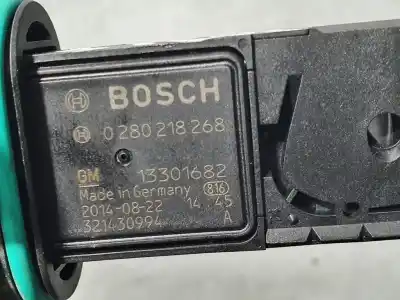 BOSCH
0 280 218 268
GM 13301682
Made in Germany 816
2014-08-22 14:45
321430994 A